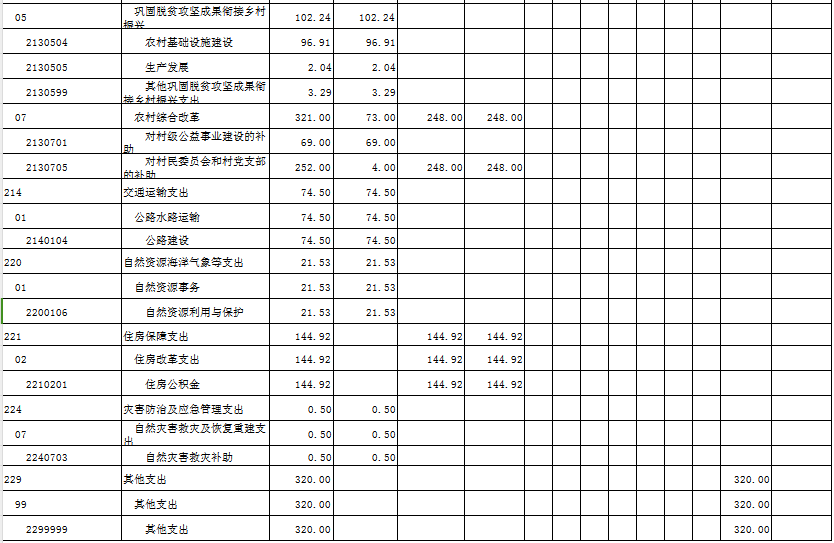 05 巩固脱贫攻坚成果衔接乡村振兴 102.24 102.24
2130504 农村基础设施建设 96.91 96.91
2130505 生产发展 2.04 2.04
2130599 其他巩固脱贫攻坚成果衔接乡村振兴支出 3.29 3.29
07 农村综合改革 321.00 73.00 248.00 248.00
2130701 对村级公益事业建设的补助 69.00 69.00
2130705 对村民委员会和村党支部的补助 252.00 4.00 248.00 248.00
214 交通运输支出 74.50 74.50
01 公路水路运输 74.50 74.50
2140104 公路建设 74.50 74.50
220 自然资源海洋气象等支出 21.53 21.53
01 自然资源事务 21.53 21.53
2200106 自然资源利用与保护 21.53 21.53
221 住房保障支出 144.92 144.92 144.92
02 住房改革支出 144.92 144.92 144.92
2210201 住房公积金 144.92 144.92 144.92
224 灾害防治及应急管理支出 0.50 0.50
07 自然灾害救灾及恢复重建支出 0.50 0.50
2240703 自然灾害救灾补助 0.50 0.50
229 其他支出 320.00 320.00
99 其他支出 320.00 320.00
2299999 其他支出 320.00 320.00